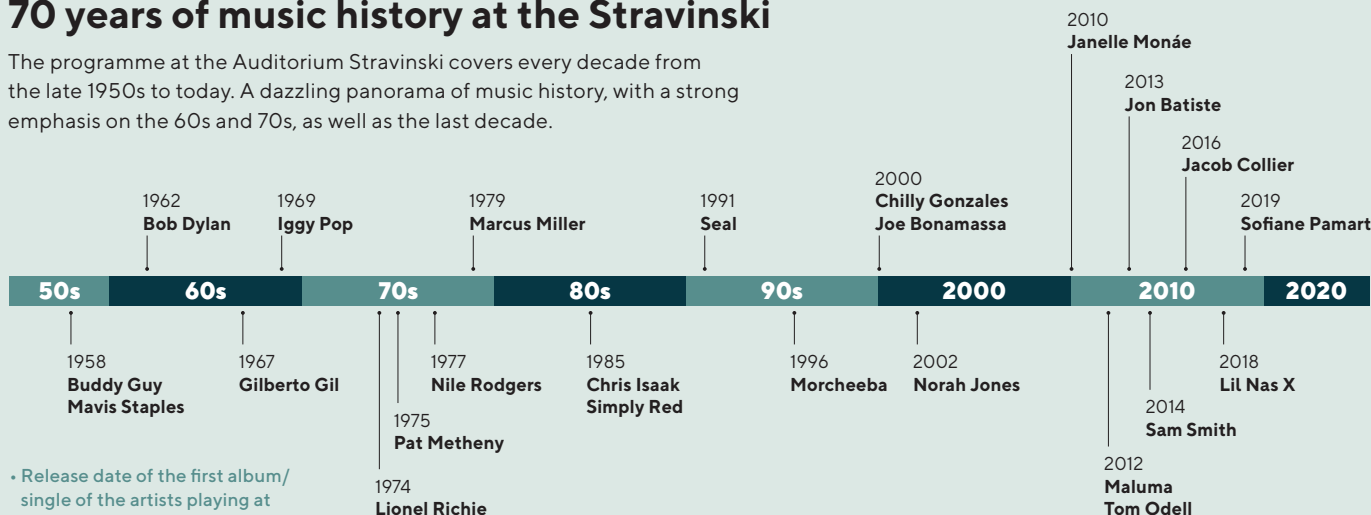 70 years of music history at the Stravinski
The programme at the Auditorium Stravinski covers every decade from
the late 1950s to today. A dazzling panorama of music history, with a strong
emphasis on the 60s and 70s, as well as the last decade.
2010
Janelle Monáe
2013
Jon Batiste
2016
Jacob Collier
1962
Bob Dylan
1969
Iggy Pop
1979
Marcus Miller
1991
Seal
2000
Chilly Gonzales
Joe Bonamassa
2019
Sofiane Pamart
50s
60s
70s
80s
90s
2000
2010
2020
1958
Buddy Guy
Mavis Staples
1967
Gilberto Gil
1974
Lionel Richie
1975
Pat Metheny
1977
Nile Rodgers
1985
Chris Isaak
Simply Red
1996
Morcheeba
2002
Norah Jones
2012
Maluma
Tom Odell
2014
Sam Smith
2018
Lil Nas X
• Release date of the first album/
single of the artists playing at